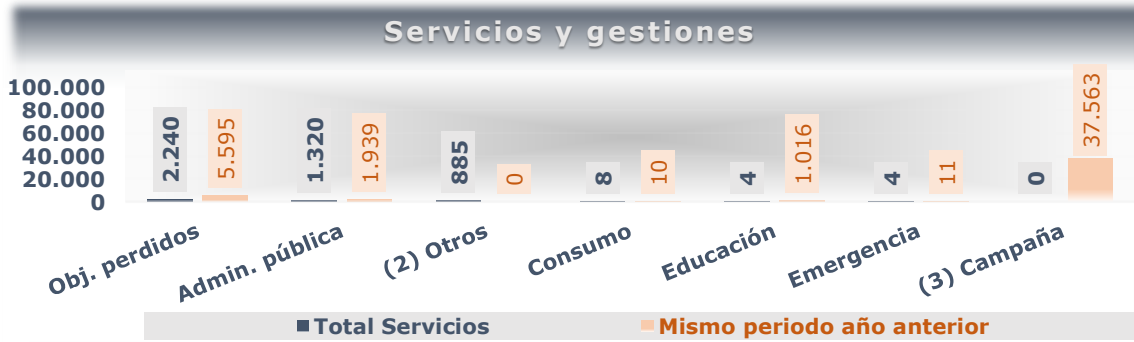 Servicios y gestiones
100.000
80.000
60.000
40.000
20.000
0
2.240
5.595
1.320
1.939
885
0
8
10
4
1.016
4
11
0
37.563
Obj. perdidos
Admin. pública
(2) Otros
Consumo
Educación
Emergencia
(3) Campaña
Total Servicios
Mismo periodo año anterior